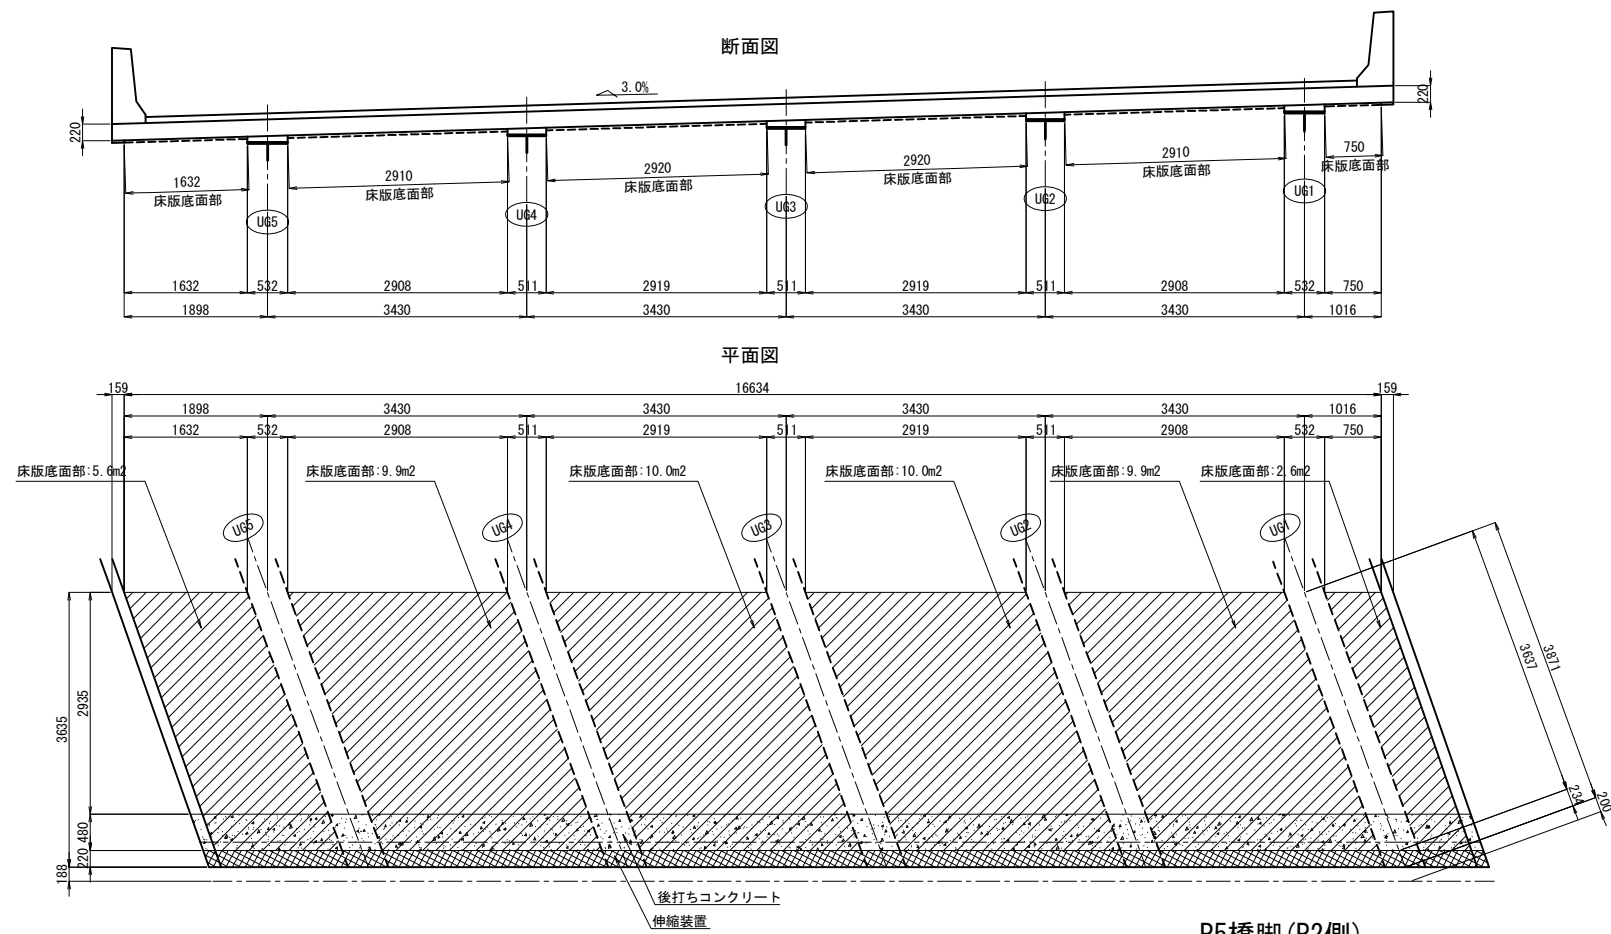 断面図
3.0%
220
220
1632
床版底面部
2910
床版底面部
2920
床版底面部
2920
床版底面部
2910
床版底面部
750
床版底面部
UG5
UG4
UG3
UG2
UG1
1632 532 2908 511 2919 511 2919 511 2908 532 750
1898 3430 3430 3430 3430 1016
平面図
159 16634 159
1898 3430 3430 3430 3430 1016
1632 532 2908 511 2919 511 2919 511 2908 532 750
床版底面部:5.6m2
床版底面部:9.9m2
床版底面部:10.0m2
床版底面部:10.0m2
床版底面部:9.9m2
床版底面部:2.6m2
UG5
UG4
UG3
UG2
UG1
3635
2935
480
220
188
3637
3871
234
200
後打ちコンクリート
伸縮装置
P5橋脚(P2側)